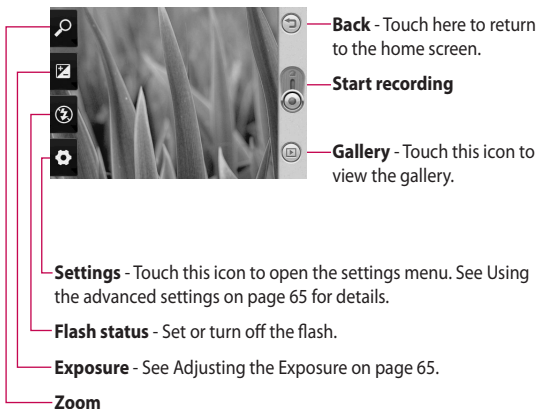 Back - Touch here to return
to the home screen.
Start recording
Gallery - Touch this icon to
view the gallery.
Settings - Touch this icon to open the settings menu. See Using
the advanced settings on page 65 for details.
Flash status - Set or turn off the flash.
Exposure - See Adjusting the Exposure on page 65.
Zoom